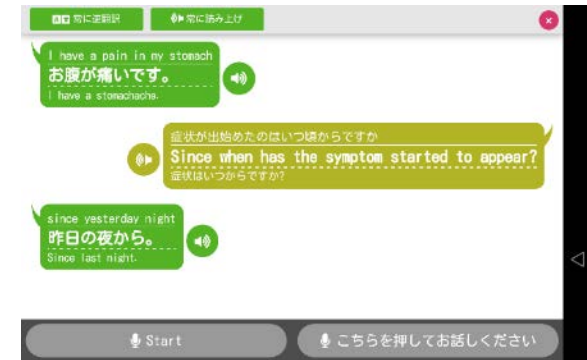 常に逆翻訳
常に読み上げ
I have a pain in my stomach
お腹が痛いです。
I have a stomachache.
症状が出始めたのはいつ頃からですか
Since when has the symptom started to appear?
症状はいつからですか?
since yesterday night
昨日の夜から。
Since last night.
Start
こちらを押してお話しください